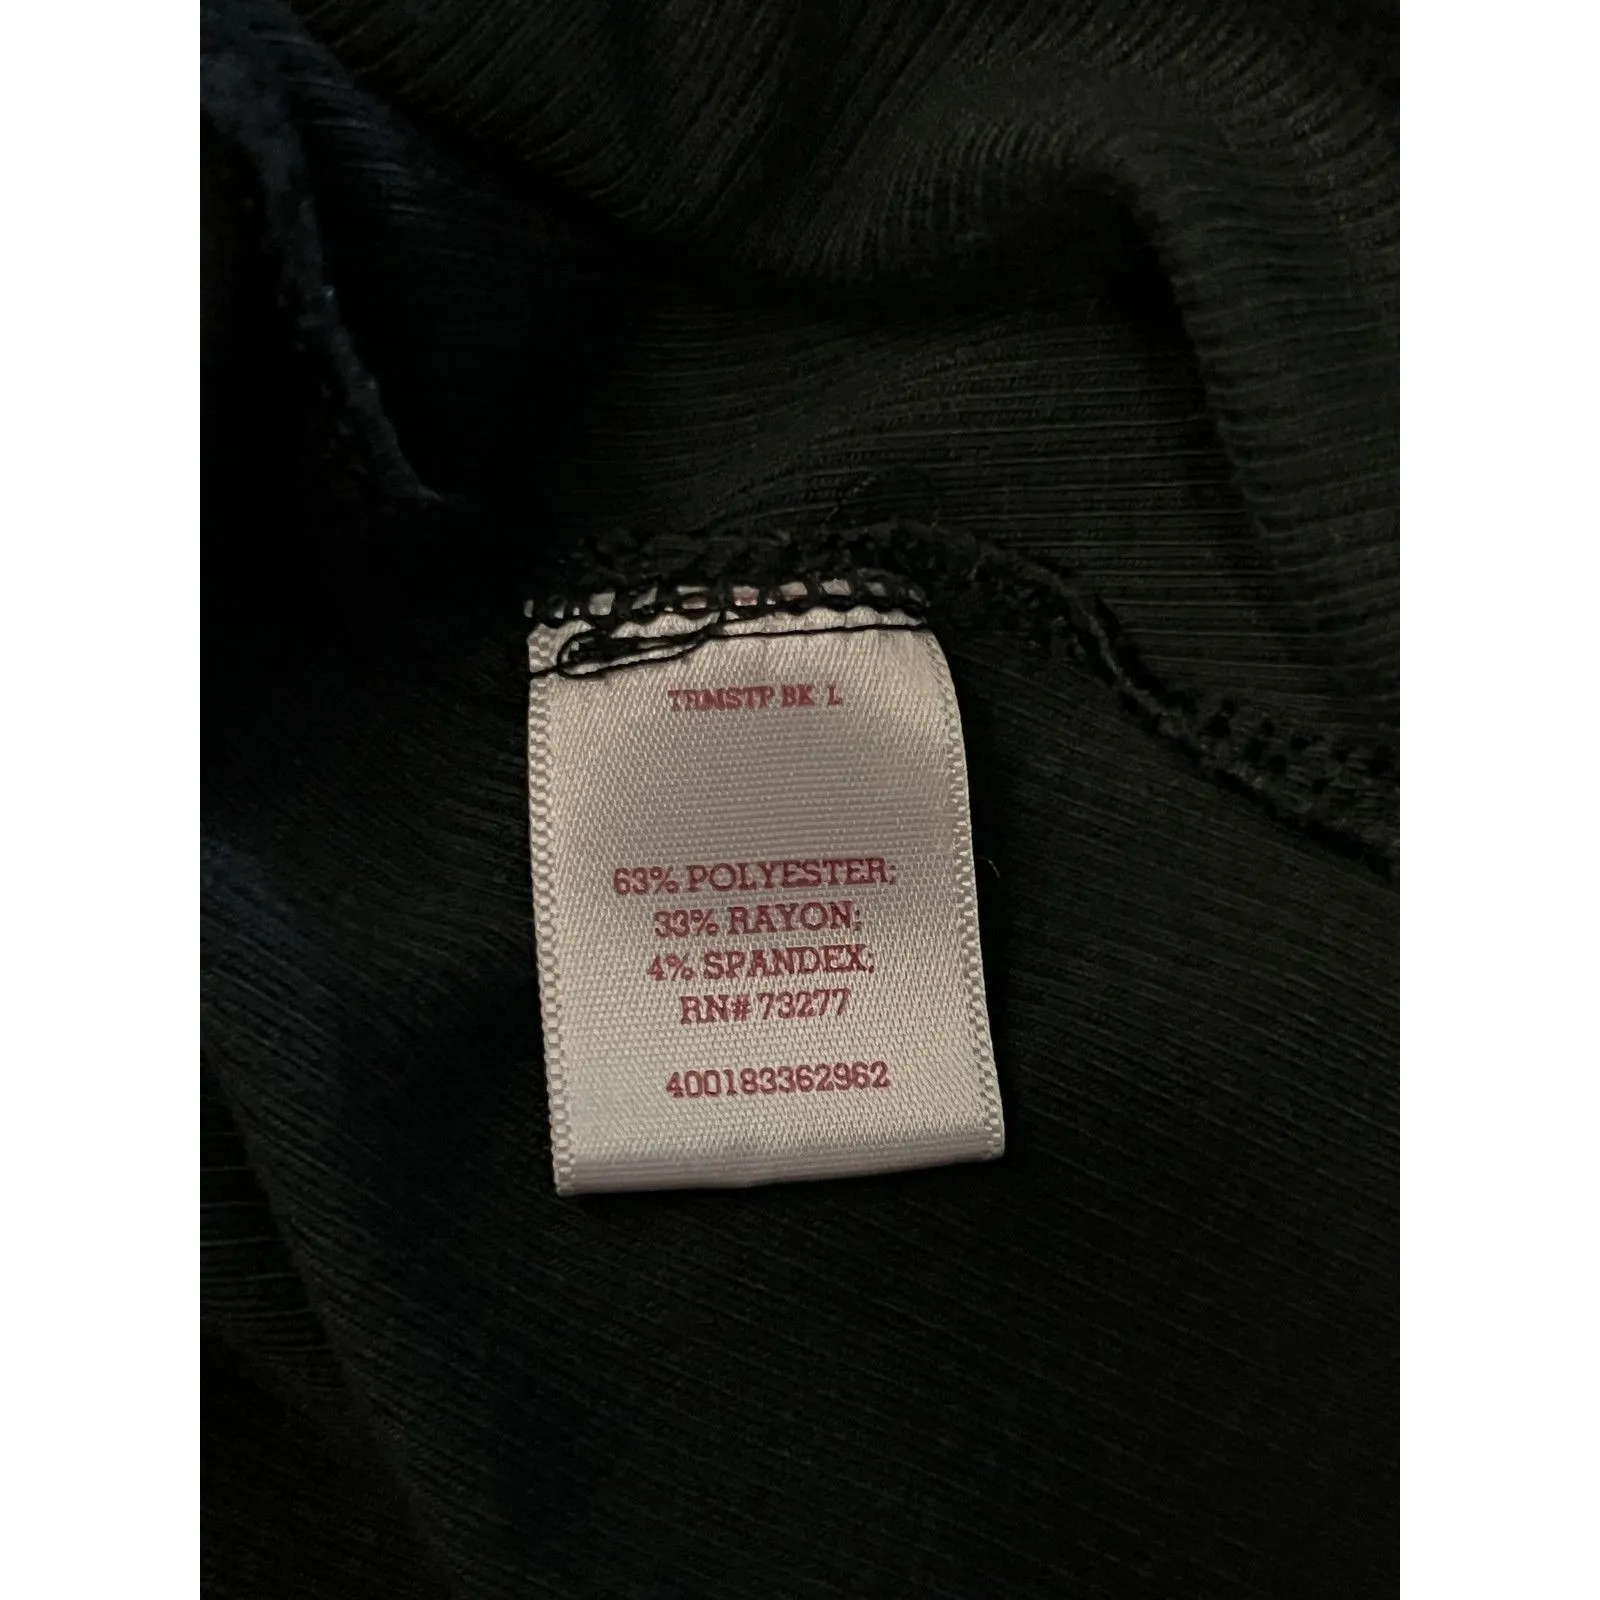 TRMSTP BK L
63% POLYESTER;
33% RAYON;
4% SPANDEX;
RN# 73277
400183362962